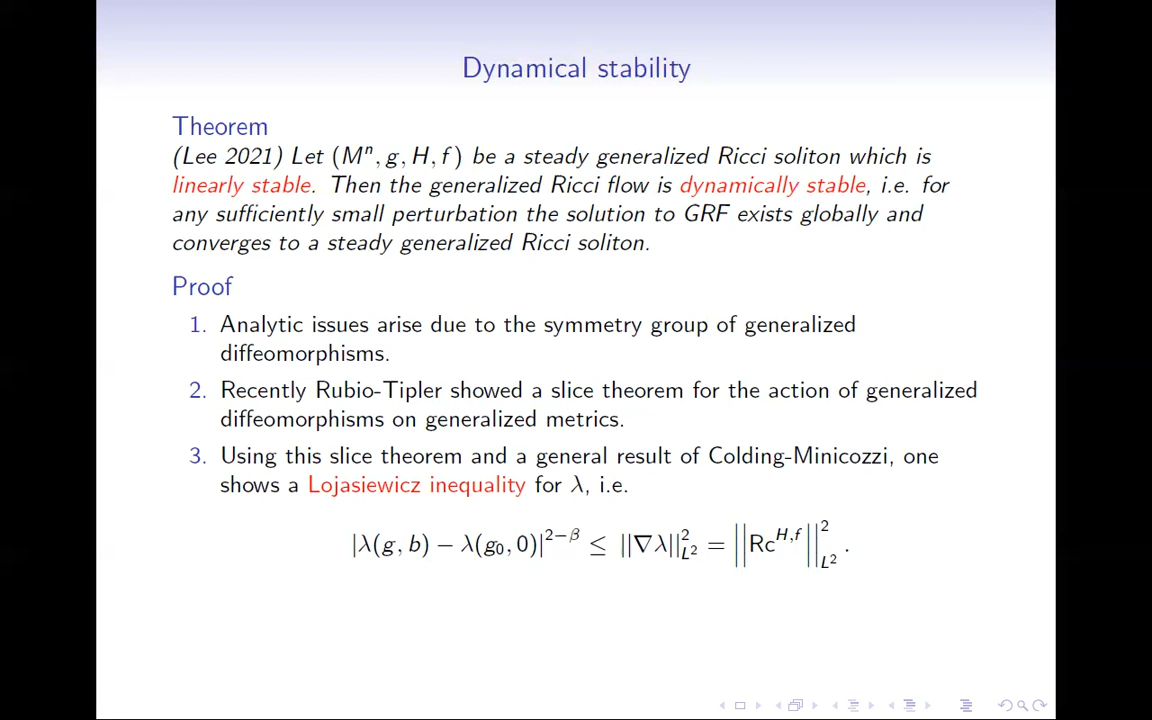 Dynamical stability
Theorem
(Lee 2021) Let (Mⁿ, g, H, f) be a steady generalized Ricci soliton which is
linearly stable. Then the generalized Ricci flow is dynamically stable, i.e. for
any sufficiently small perturbation the solution to GRF exists globally and
converges to a steady generalized Ricci soliton.
Proof
1. Analytic issues arise due to the symmetry group of generalized
diffeomorphisms.
2. Recently Rubio-Tipler showed a slice theorem for the action of generalized
diffeomorphisms on generalized metrics.
3. Using this slice theorem and a general result of Colding-Minicozzi, one
shows a Lojasiewicz inequality for λ, i.e.
|λ(g, b) − λ(g₀, 0)|^{2−β} ≤ ||∇λ||²_{L²} = ||Rc^{H,f}||²_{L²}.